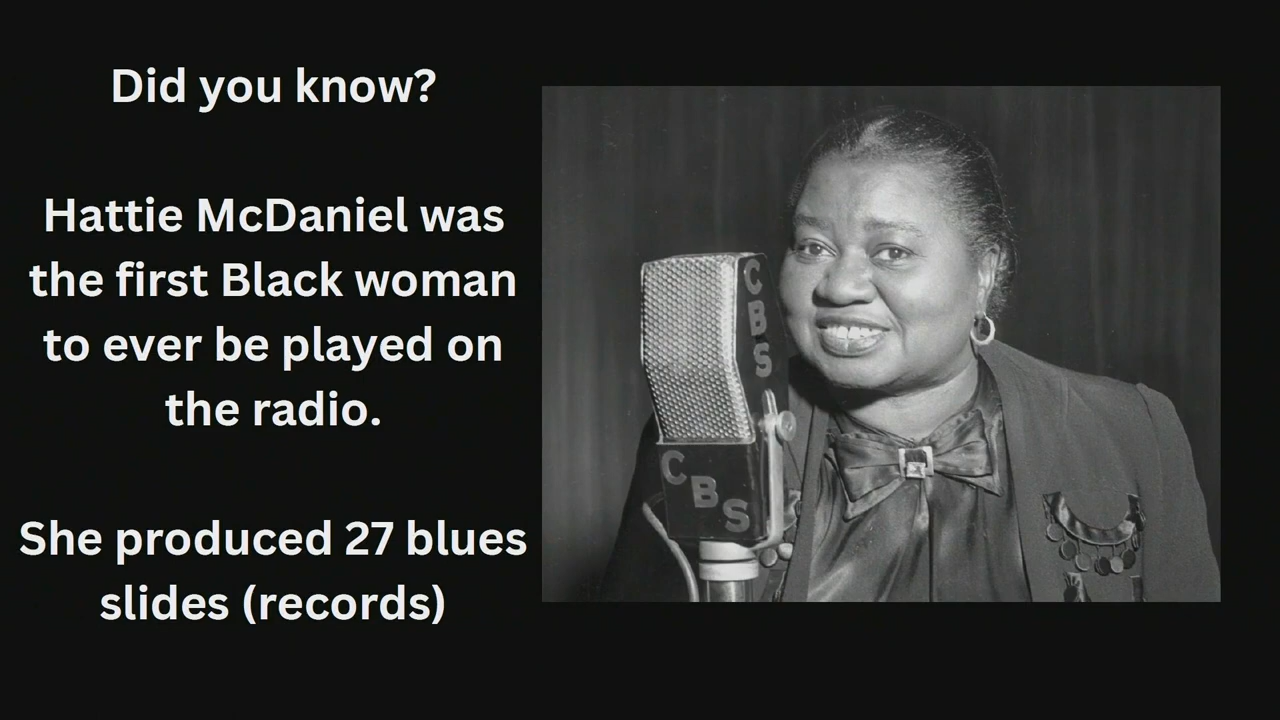 Did you know?
Hattie McDaniel was
the first Black woman
to ever be played on
the radio.
She produced 27 blues
slides (records)
CBS
CBS